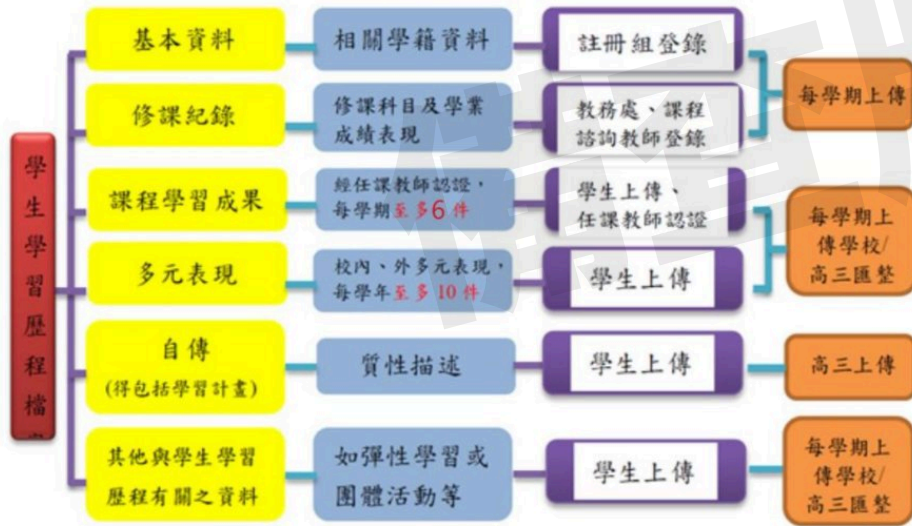 學生學習歷程檔
基本資料
相關學籍資料
註冊組登錄
每學期上傳
修課紀錄
修課科目及學業
成績表現
教務處、課程
諮詢教師登錄
課程學習成果
經任課教師認證，
每學期至多6件
學生上傳、
任課教師認證
每學期上
傳學校/
高三匯整
多元表現
校內、外多元表現，
每學年至多10件
學生上傳
自傳
(得包括學習計畫)
質性描述
學生上傳
高三上傳
其他與學生學習
歷程有關之資料
如彈性學習或
團體活動等
學生上傳
每學期上
傳學校/
高三匯整